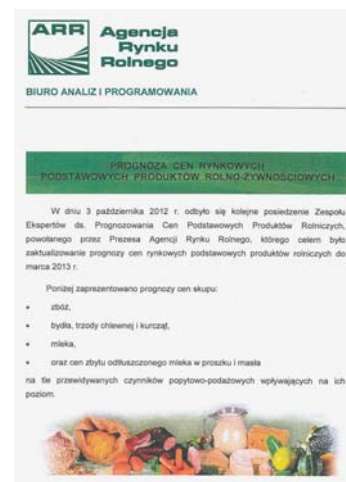 ARR
Agencja
Rynku
Rolnego
BIURO ANALIZ I PROGRAMOWANIA
PROGNOZA CEN RYNKOWYCH
PODSTAWOWYCH PRODUKTÓW ROLNO-ŻYWNOŚCIOWYCH
W dniu 3 października 2012 r. odbyło się kolejne posiedzenie Zespołu
Ekspertów ds. Prognozowania Cen Podstawowych Produktów Rolniczych,
powołanego przez Prezesa Agencji Rynku Rolnego, którego celem było
zaktualizowanie prognozy cen rynkowych podstawowych produktów rolniczych do
marca 2013 r.
Poniżej zaprezentowano prognozy cen skupu:
• zbóż,
• bydła, trzody chlewnej i kurcząt,
• mleka,
• oraz cen zbytu odtłuszczonego mleka w proszku i masła
na tle przewidywanych czynników popytowo-podażowych wpływających na ich
poziom.